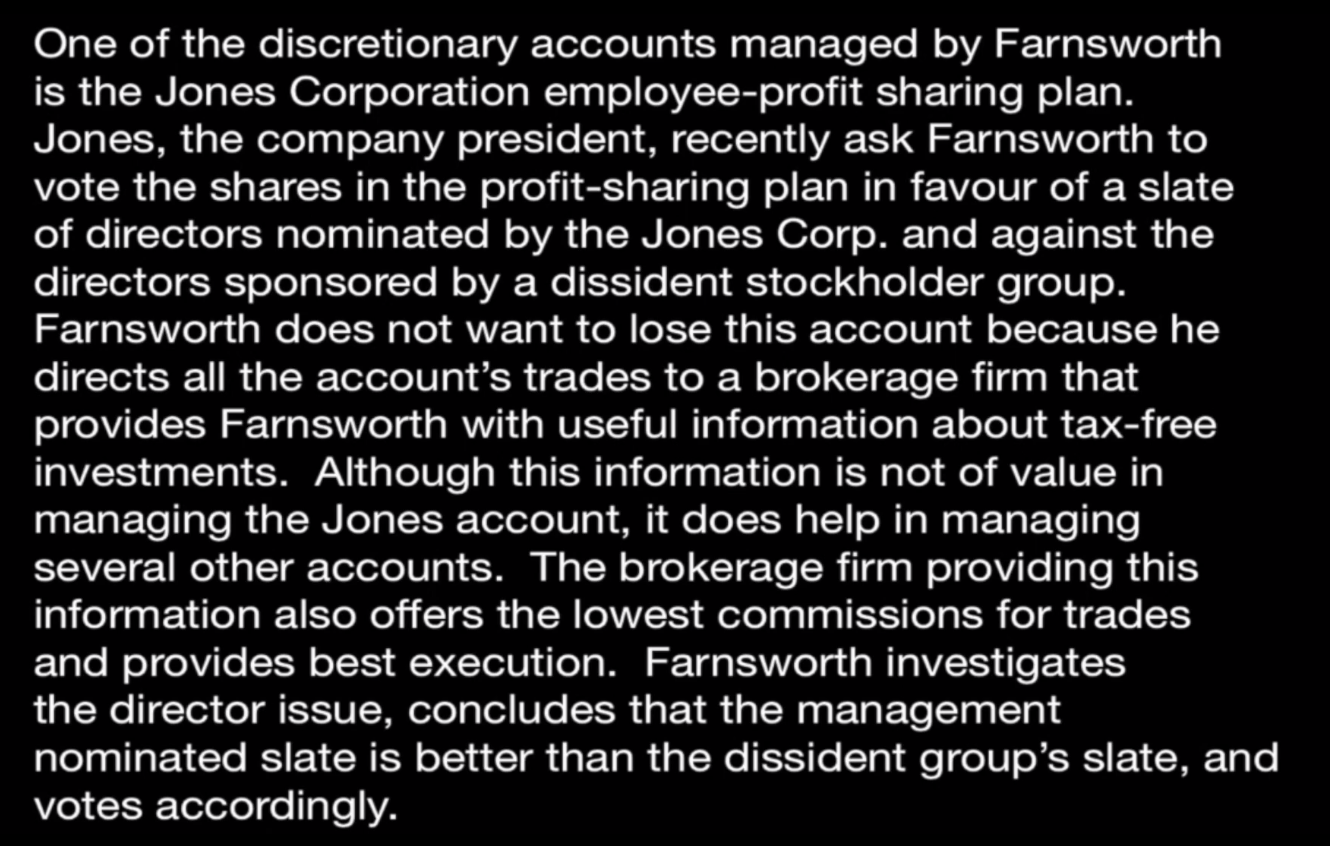 One of the discretionary accounts managed by Farnsworth
is the Jones Corporation employee-profit sharing plan.
Jones, the company president, recently ask Farnsworth to
vote the shares in the profit-sharing plan in favour of a slate
of directors nominated by the Jones Corp. and against the
directors sponsored by a dissident stockholder group.
Farnsworth does not want to lose this account because he
directs all the account’s trades to a brokerage firm that
provides Farnsworth with useful information about tax-free
investments.  Although this information is not of value in
managing the Jones account, it does help in managing
several other accounts.  The brokerage firm providing this
information also offers the lowest commissions for trades
and provides best execution.  Farnsworth investigates
the director issue, concludes that the management
nominated slate is better than the dissident group’s slate, and
votes accordingly.